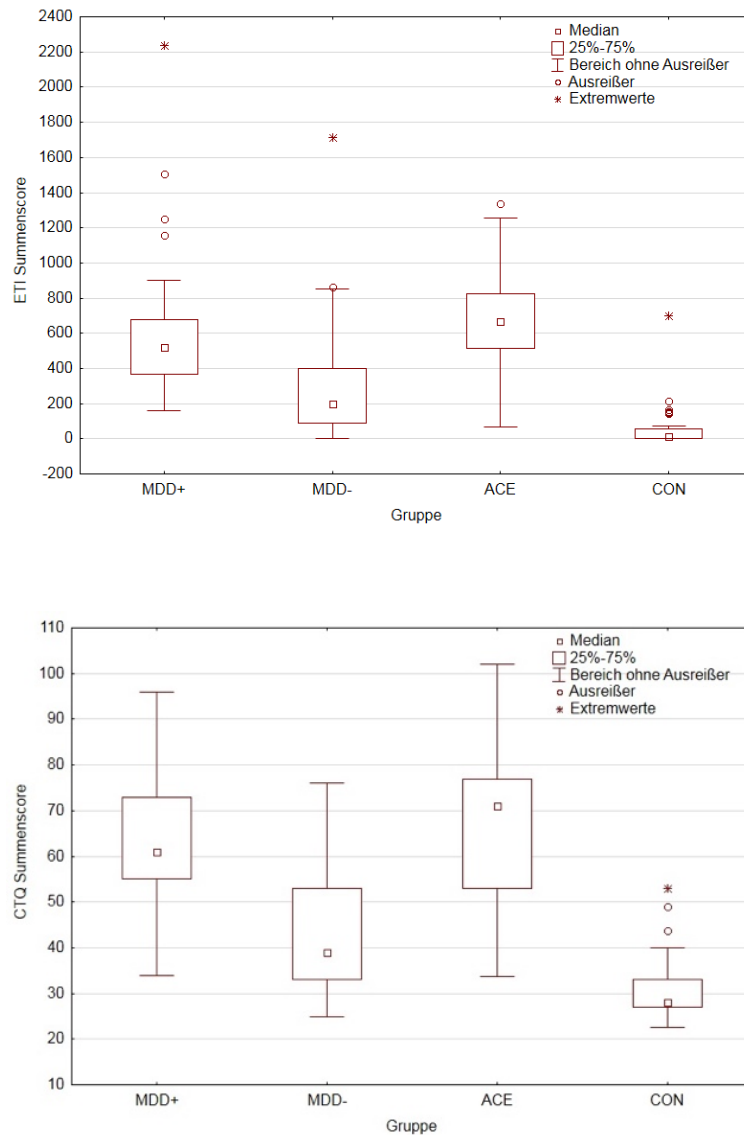 2400
2200
2000
1800
1600
1400
1200
1000
800
600
400
200
0
-200
ETI Summenscore
Median
25%-75%
Bereich ohne Ausreißer
Ausreißer
Extremwerte
MDD+ MDD- ACE CON
Gruppe
110
100
90
80
70
60
50
40
30
20
10
CTQ Summenscore
Median
25%-75%
Bereich ohne Ausreißer
Ausreißer
Extremwerte
MDD+ MDD- ACE CON
Gruppe